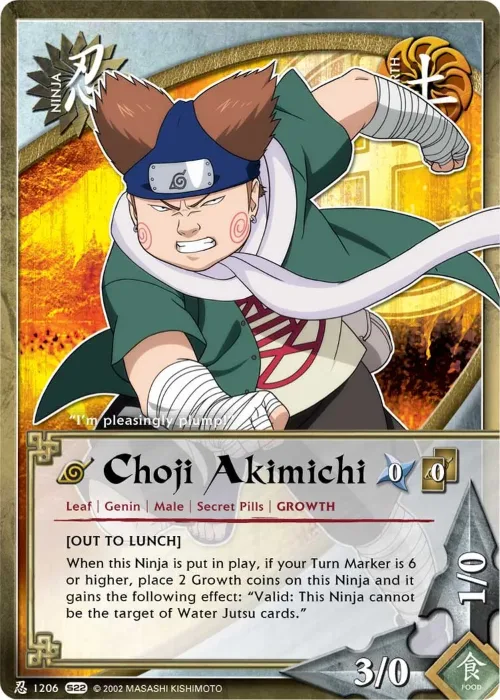 NINJA 忍
EARTH 土
"I'm pleasingly plump!"
Choji Akimichi 0 0
Leaf | Genin | Male | Secret Pills | GROWTH
[OUT TO LUNCH]
When this Ninja is put in play, if your Turn Marker is 6
or higher, place 2 Growth coins on this Ninja and it
gains the following effect: "Valid: This Ninja cannot
be the target of Water Jutsu cards."
1/0
3/0
食
FOOD
忍 1206 S22 © 2002 MASASHI KISHIMOTO